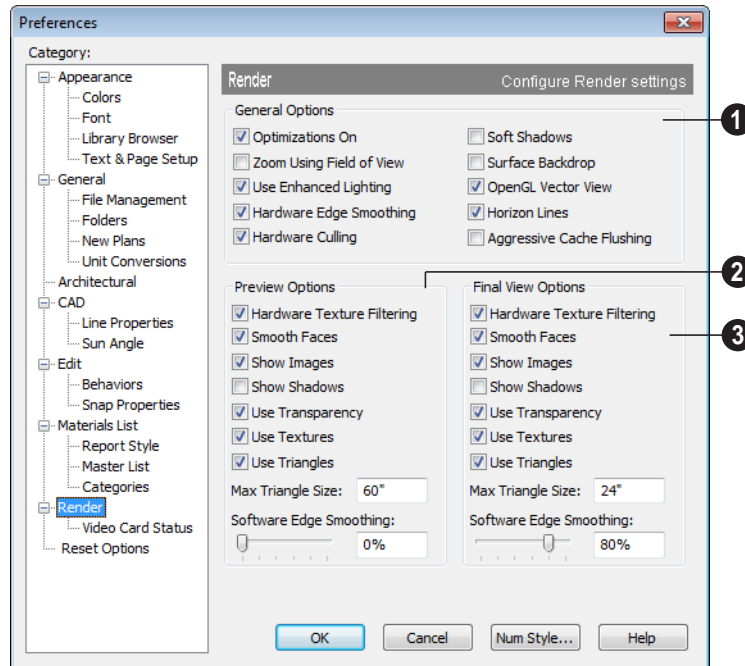 Preferences
Category:
Appearance
Colors
Font
Library Browser
Text & Page Setup
General
File Management
Folders
New Plans
Unit Conversions
Architectural
CAD
Line Properties
Sun Angle
Edit
Behaviors
Snap Properties
Materials List
Report Style
Master List
Categories
Render
Video Card Status
Reset Options
Render Configure Render settings
General Options
1
Optimizations On
Zoom Using Field of View
Use Enhanced Lighting
Hardware Edge Smoothing
Hardware Culling
Soft Shadows
Surface Backdrop
OpenGL Vector View
Horizon Lines
Aggressive Cache Flushing
2
Preview Options
Hardware Texture Filtering
Smooth Faces
Show Images
Show Shadows
Use Transparency
Use Textures
Use Triangles
Max Triangle Size: 60"
Software Edge Smoothing:
0%
Final View Options
Hardware Texture Filtering
3
Smooth Faces
Show Images
Show Shadows
Use Transparency
Use Textures
Use Triangles
Max Triangle Size: 24"
Software Edge Smoothing:
80%
OK Cancel Num Style... Help